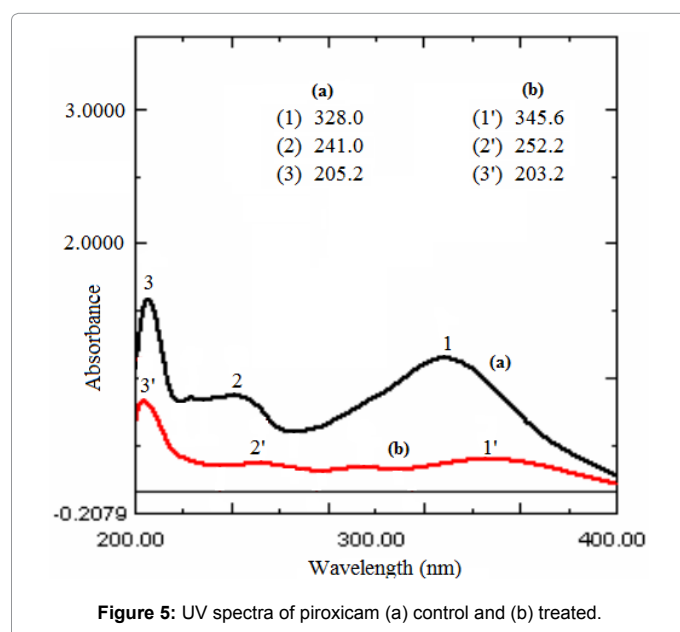 (a) (b)
3.0000 (1) 328.0 (1') 345.6
(2) 241.0 (2') 252.2
(3) 205.2 (3') 203.2
2.0000
3
1
(a)
Absorbance
3'
2
2' (b) 1'
-0.2079
200.00 300.00 400.00
Wavelength (nm)
Figure 5: UV spectra of piroxicam (a) control and (b) treated.